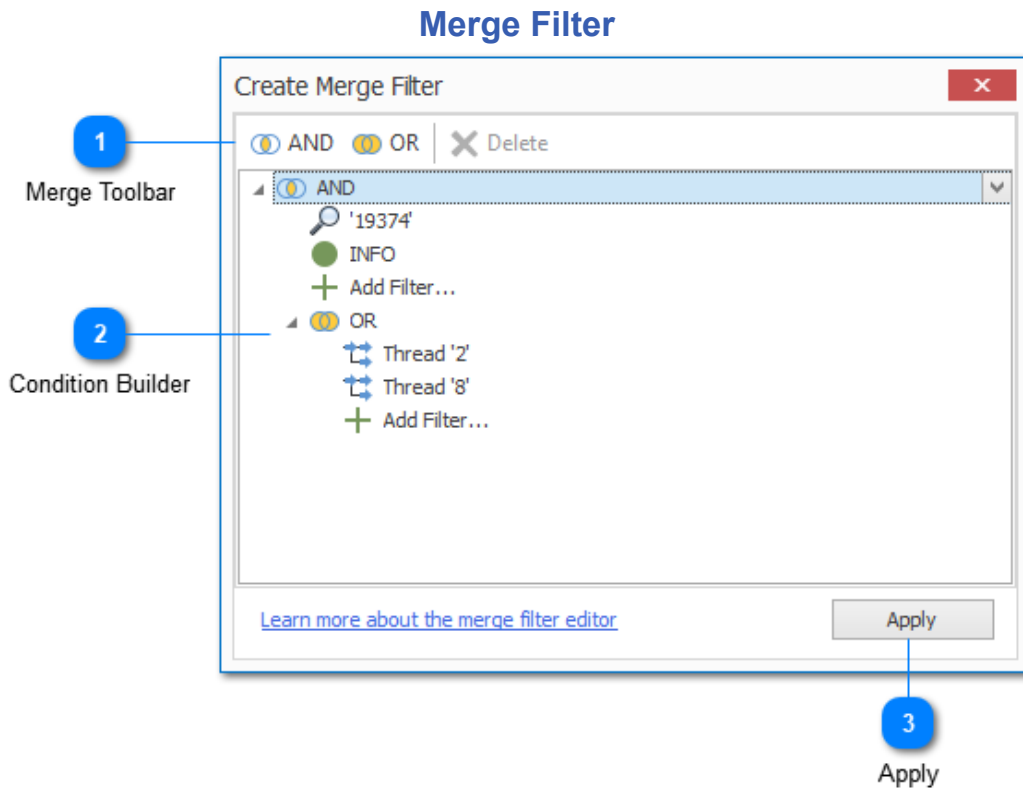 Merge Filter
Create Merge Filter
1
AND OR Delete
Merge Toolbar
AND
'19374'
INFO
Add Filter...
2
OR
Condition Builder
Thread '2'
Thread '8'
Add Filter...
Learn more about the merge filter editor
Apply
3
Apply